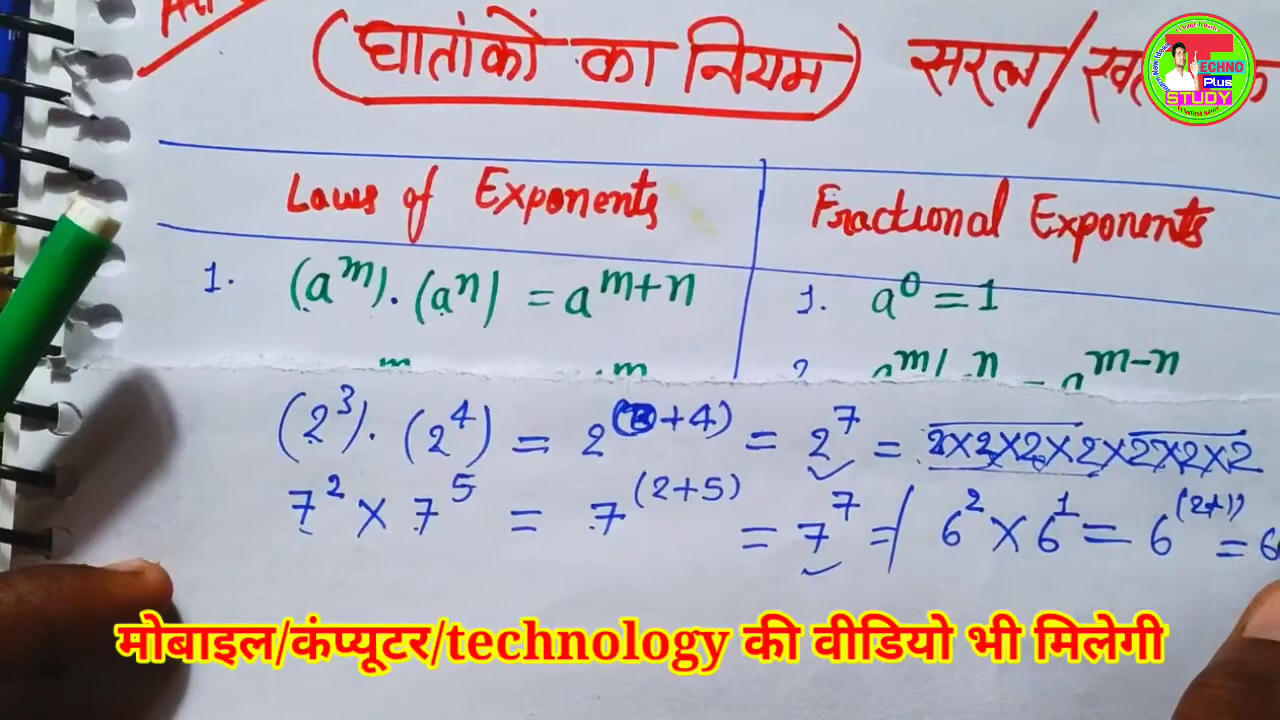 (घातांकों का नियम) सरल/
TECHNO
Plus
STUDY
Laws of Exponents
Fractional Exponents
1. (a^m).(a^n) = a^m+n
1. a^0 = 1
(2^3).(2^4) = 2^(3+4) = 2^7 = 2×2×2×2×2×2×2
7^2 × 7^5 = 7^(2+5) = 7^7 = / 6^2 × 6^1 = 6^(2+1) = 6
मोबाइल/कंप्यूटर/technology की वीडियो भी मिलेगी